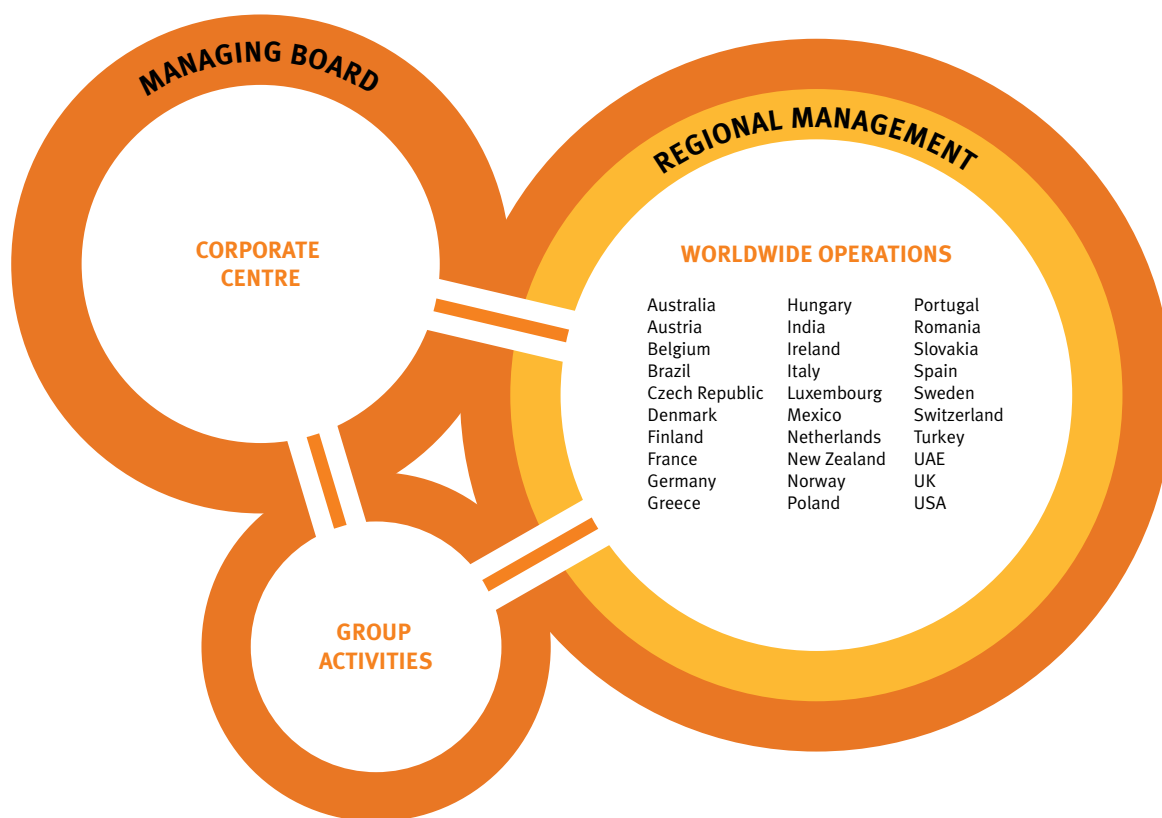 MANAGING BOARD
CORPORATE
CENTRE
REGIONAL MANAGEMENT
WORLDWIDE OPERATIONS
Australia
Austria
Belgium
Brazil
Czech Republic
Denmark
Finland
France
Germany
Greece
Hungary
India
Ireland
Italy
Luxembourg
Mexico
Netherlands
New Zealand
Norway
Poland
Portugal
Romania
Slovakia
Spain
Sweden
Switzerland
Turkey
UAE
UK
USA
GROUP
ACTIVITIES